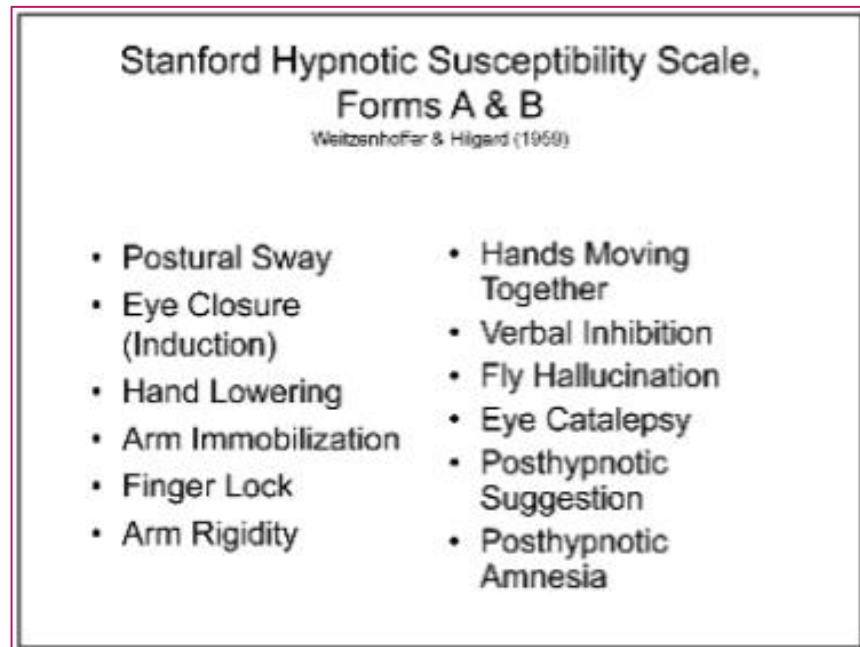 Stanford Hypnotic Susceptibility Scale,
Forms A & B
Weitzenhoffer & Hilgard (1959)
• Postural Sway
• Eye Closure
(Induction)
• Hand Lowering
• Arm Immobilization
• Finger Lock
• Arm Rigidity
• Hands Moving
Together
• Verbal Inhibition
• Fly Hallucination
• Eye Catalepsy
• Posthypnotic
Suggestion
• Posthypnotic
Amnesia